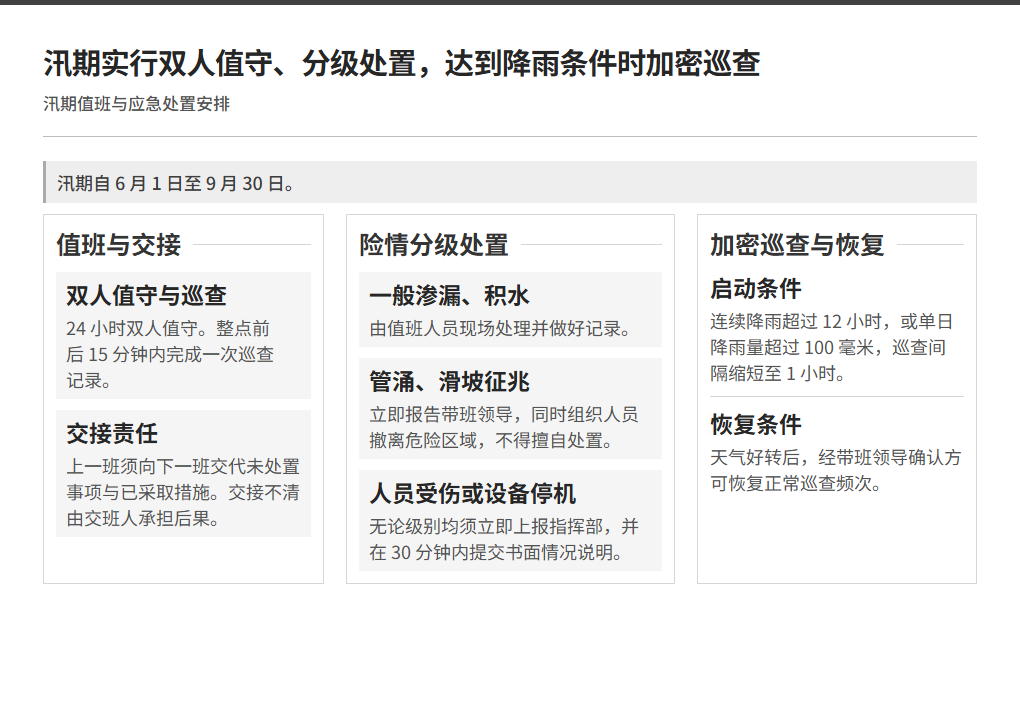 汛期实行双人值守、分级处置，达到降雨条件时加密巡查
汛期值班与应急处置安排
汛期自 6 月 1 日至 9 月 30 日。
值班与交接
双人值守与巡查
24 小时双人值守。整点前
后 15 分钟内完成一次巡查
记录。
交接责任
上一班须向下一班交代未处置
事项与已采取措施。交接不清
由交班人承担后果。
险情分级处置
一般渗漏、积水
由值班人员现场处理并做好记录。
管涌、滑坡征兆
立即报告带班领导，同时组织人员
撤离危险区域，不得擅自处置。
人员受伤或设备停机
无论级别均须立即上报指挥部，并
在 30 分钟内提交书面情况说明。
加密巡查与恢复
启动条件
连续降雨超过 12 小时，或单日
降雨量超过 100 毫米，巡查间
隔缩短至 1 小时。
恢复条件
天气好转后，经带班领导确认方
可恢复正常巡查频次。